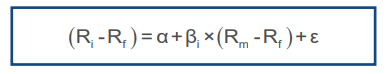 (Rᵢ -R_f) = α + βᵢ × (Rₘ -R_f) + ε